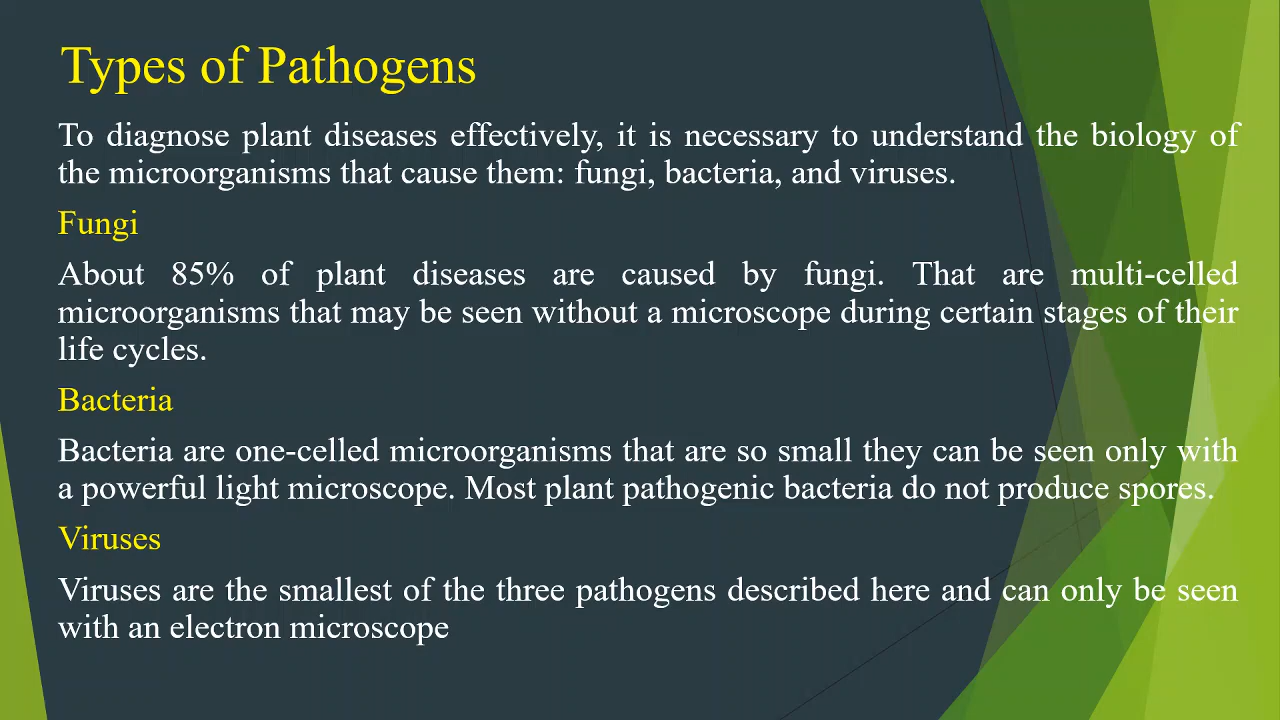 Types of Pathogens
To diagnose plant diseases effectively, it is necessary to understand the biology of
the microorganisms that cause them: fungi, bacteria, and viruses.
Fungi
About 85% of plant diseases are caused by fungi. That are multi-celled
microorganisms that may be seen without a microscope during certain stages of their
life cycles.
Bacteria
Bacteria are one-celled microorganisms that are so small they can be seen only with
a powerful light microscope. Most plant pathogenic bacteria do not produce spores.
Viruses
Viruses are the smallest of the three pathogens described here and can only be seen
with an electron microscope